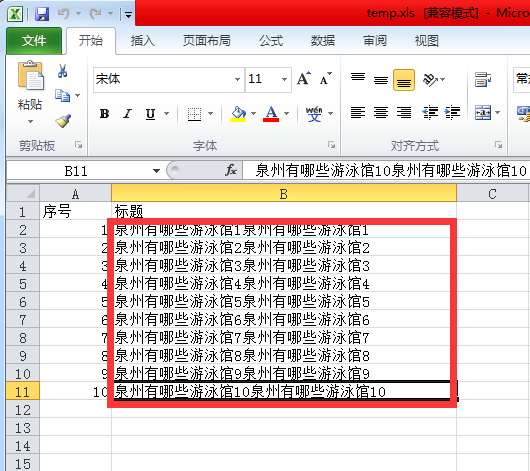 temp.xls [兼容模式] - Micro
文件 开始 插入 页面布局 公式 数据 审阅 视图
粘贴
宋体 11 A A 常
B I U A wén 文
剪贴板 字体 对齐方式
B11 fx 泉州有哪些游泳馆10泉州有哪些游泳馆10
A B C
1 序号 标题
2 1 泉州有哪些游泳馆1泉州有哪些游泳馆1
3 2 泉州有哪些游泳馆2泉州有哪些游泳馆2
4 3 泉州有哪些游泳馆3泉州有哪些游泳馆3
5 4 泉州有哪些游泳馆4泉州有哪些游泳馆4
6 5 泉州有哪些游泳馆5泉州有哪些游泳馆5
7 6 泉州有哪些游泳馆6泉州有哪些游泳馆6
8 7 泉州有哪些游泳馆7泉州有哪些游泳馆7
9 8 泉州有哪些游泳馆8泉州有哪些游泳馆8
10 9 泉州有哪些游泳馆9泉州有哪些游泳馆9
11 10 泉州有哪些游泳馆10泉州有哪些游泳馆10
12
13
14
15